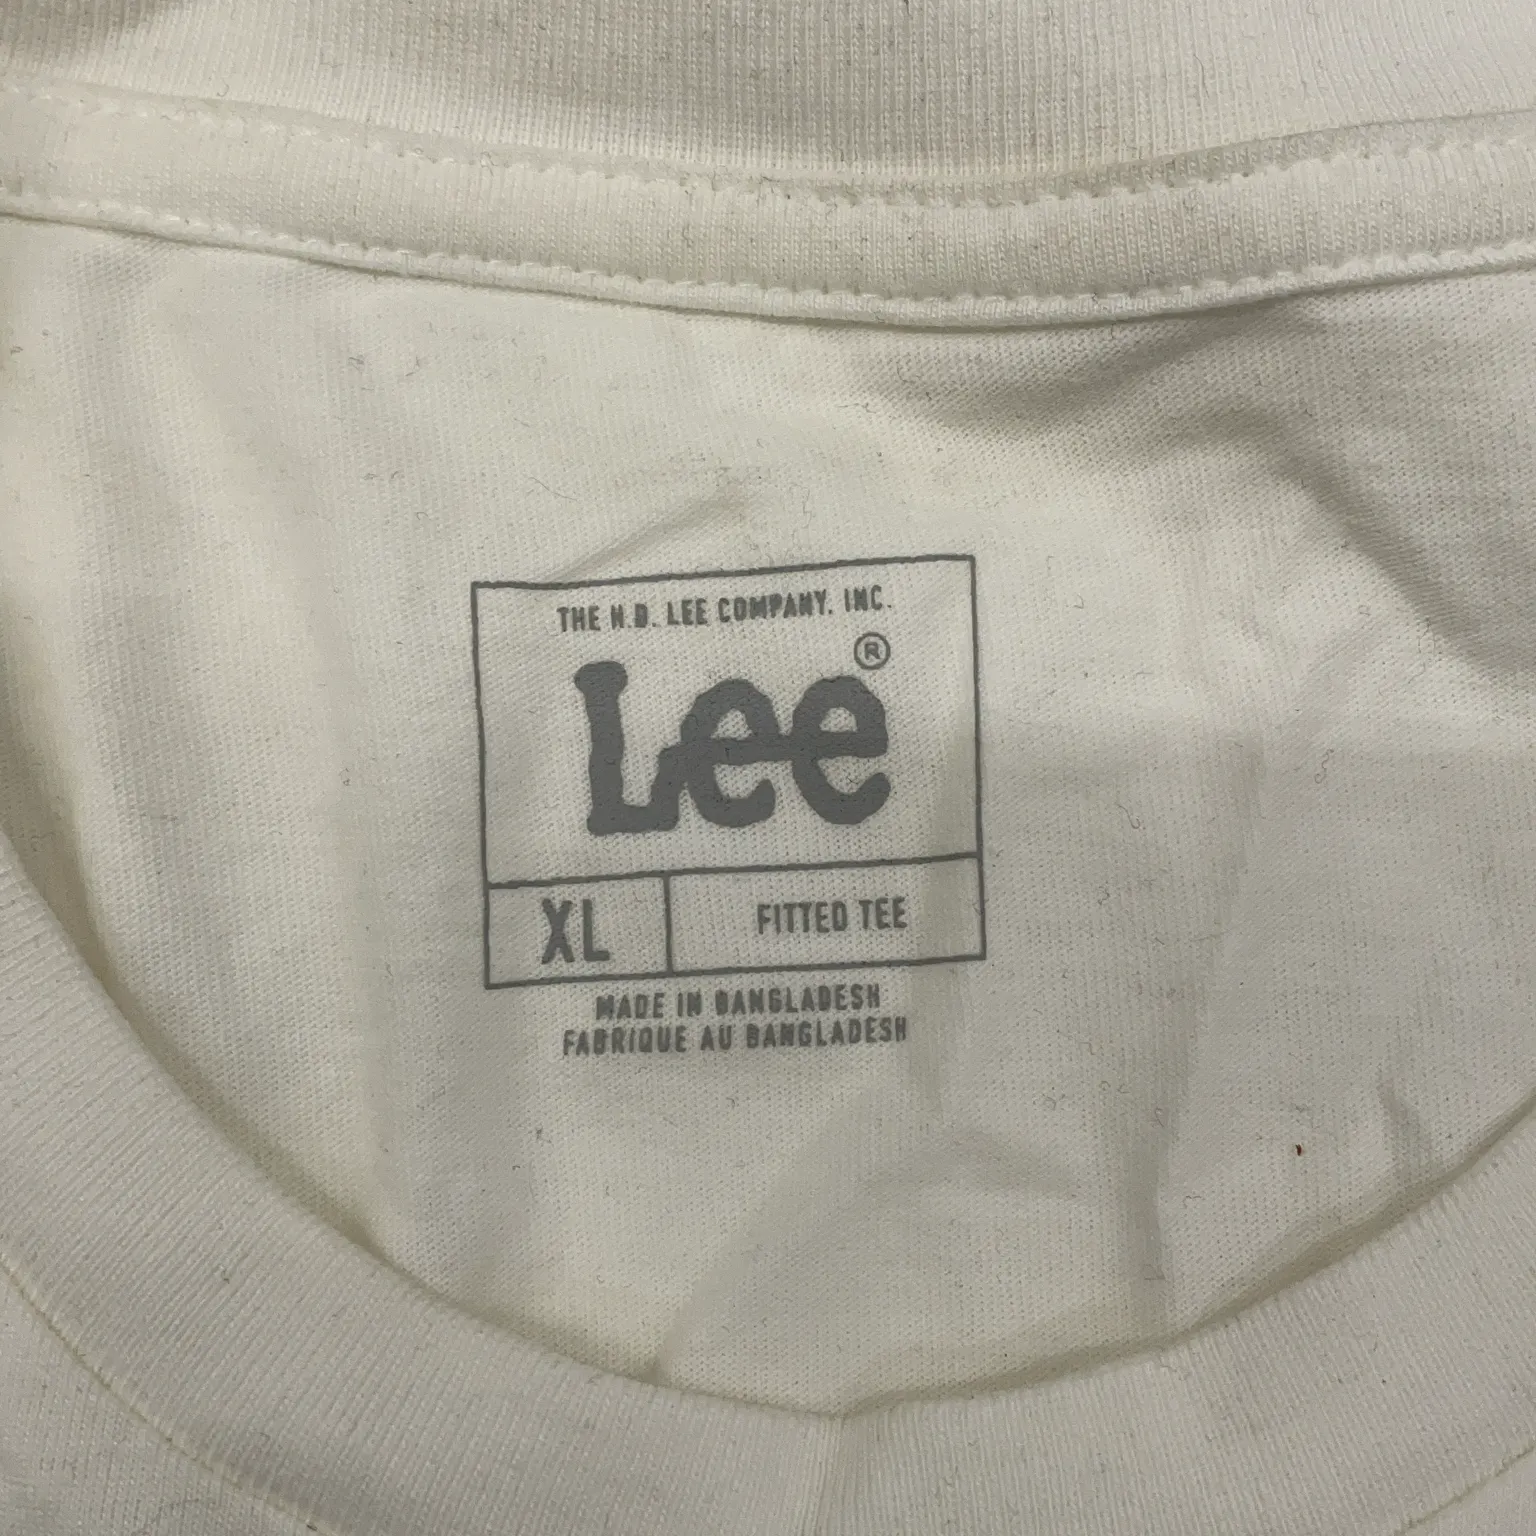 THE H.D. LEE COMPANY, INC.
Lee®
XL
FITTED TEE
MADE IN BANGLADESH
FABRIQUE AU BANGLADESH